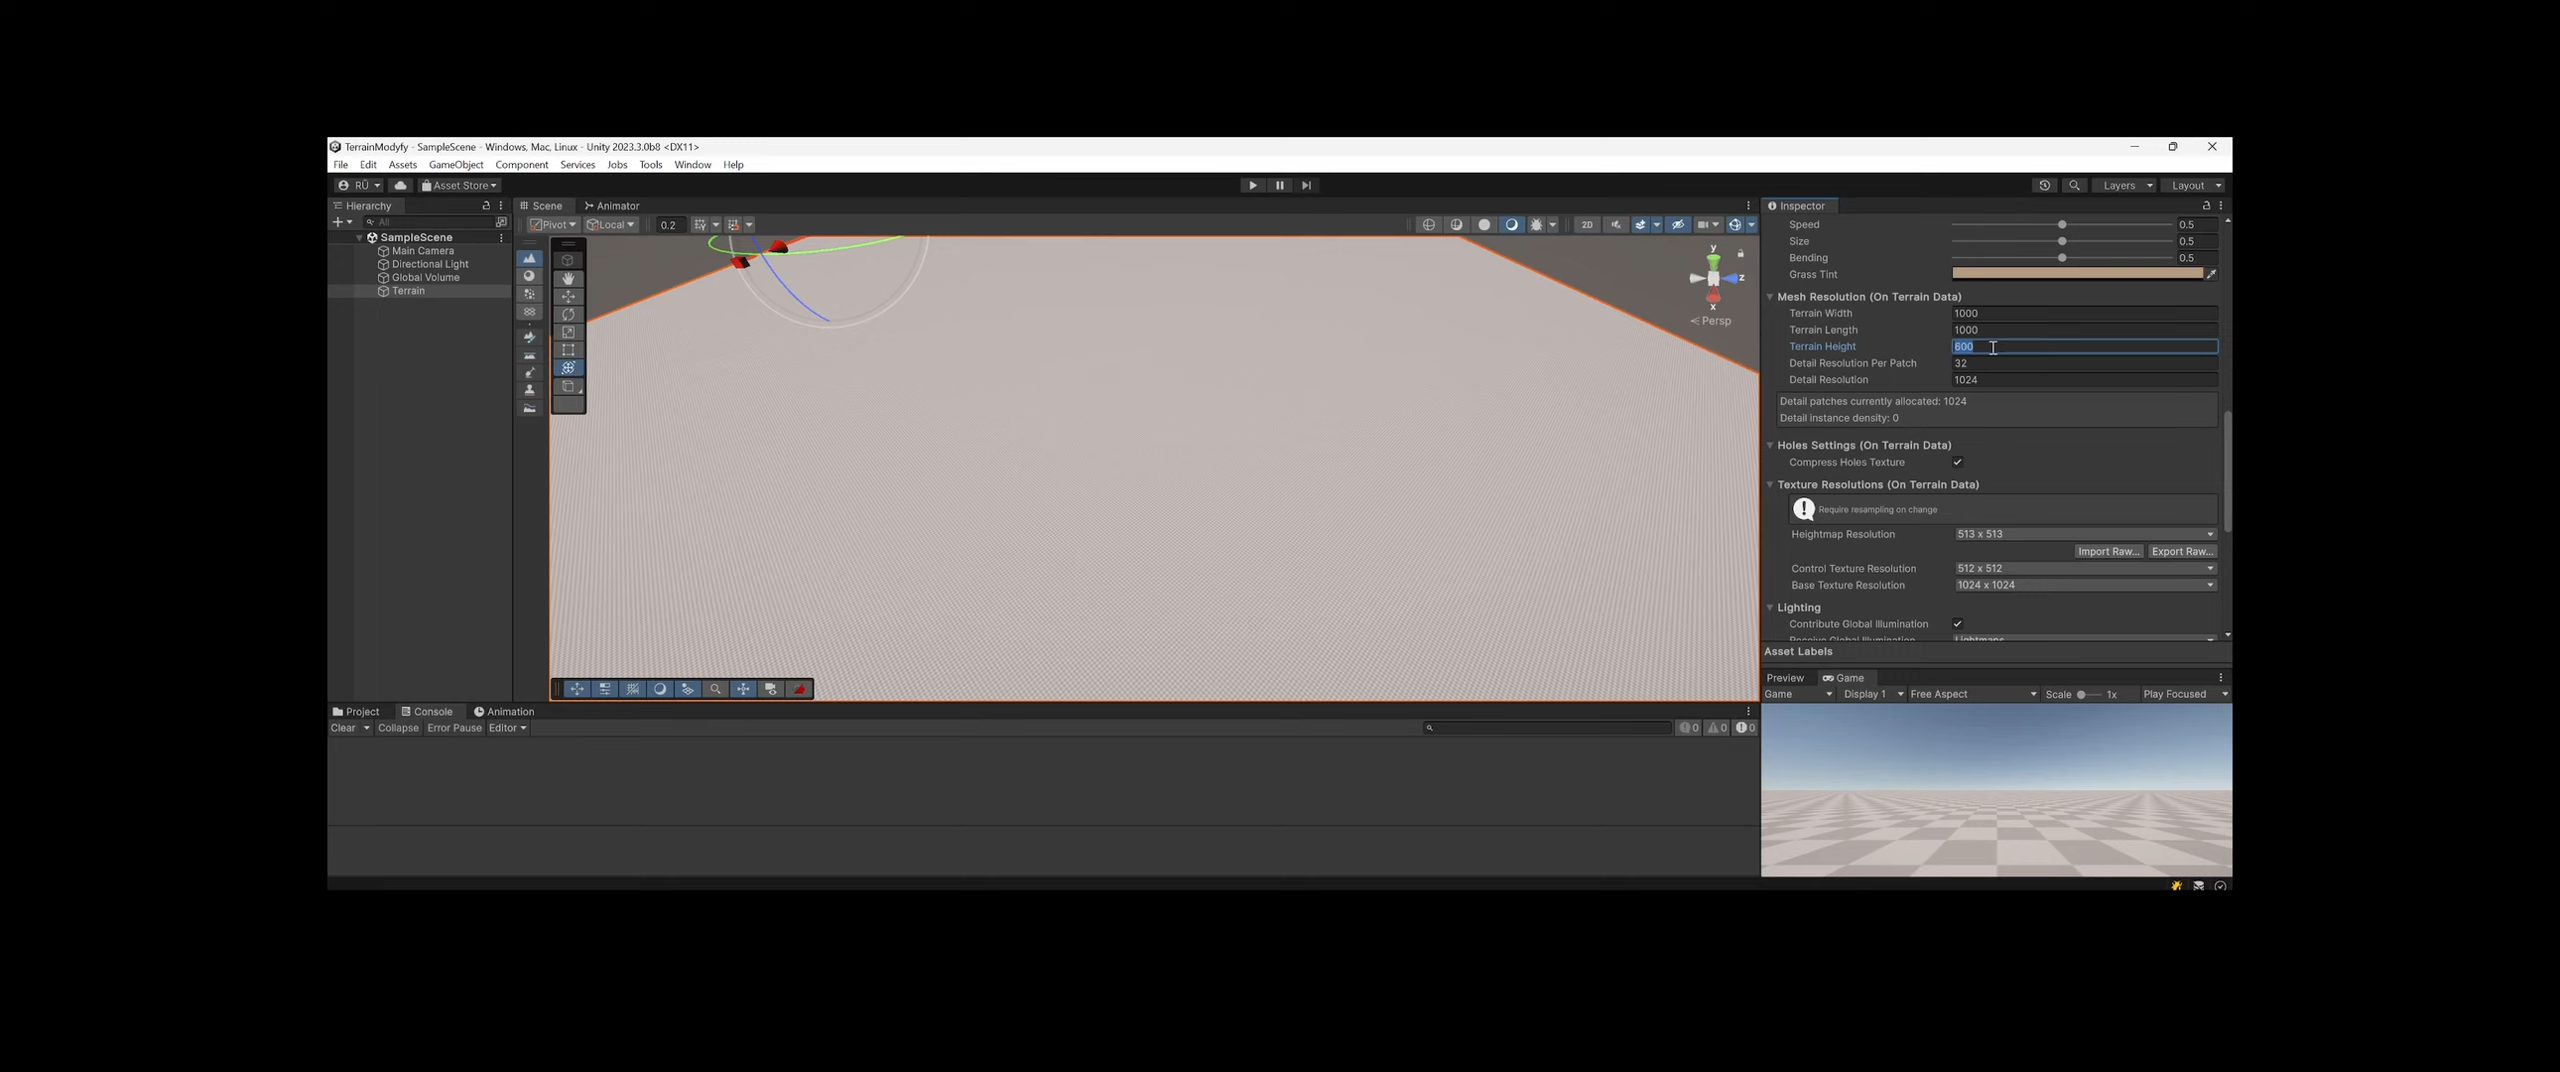 TerrainModyfy - SampleScene - Windows, Mac, Linux - Unity 2023.3.0b8 <DX11>
File Edit Assets GameObject Component Services Jobs Tools Window Help
RÜ Asset Store Layers Layout
Hierarchy
All
SampleScene
Main Camera
Directional Light
Global Volume
Terrain
Scene Animator
Pivot Local 0.2 2D
y
z
x
Persp
Inspector
Speed 0.5
Size 0.5
Bending 0.5
Grass Tint
Mesh Resolution (On Terrain Data)
Terrain Width 1000
Terrain Length 1000
Terrain Height 600
Detail Resolution Per Patch 32
Detail Resolution 1024
Detail patches currently allocated: 1024
Detail instance density: 0
Holes Settings (On Terrain Data)
Compress Holes Texture
Texture Resolutions (On Terrain Data)
Require resampling on change
Heightmap Resolution 513 x 513
Import Raw... Export Raw...
Control Texture Resolution 512 x 512
Base Texture Resolution 1024 x 1024
Lighting
Contribute Global Illumination
Receive Global Illumination Lightmaps
Asset Labels
Preview Game
Game Display 1 Free Aspect Scale 1x Play Focused
Project Console Animation
Clear Collapse Error Pause Editor 0 0 0